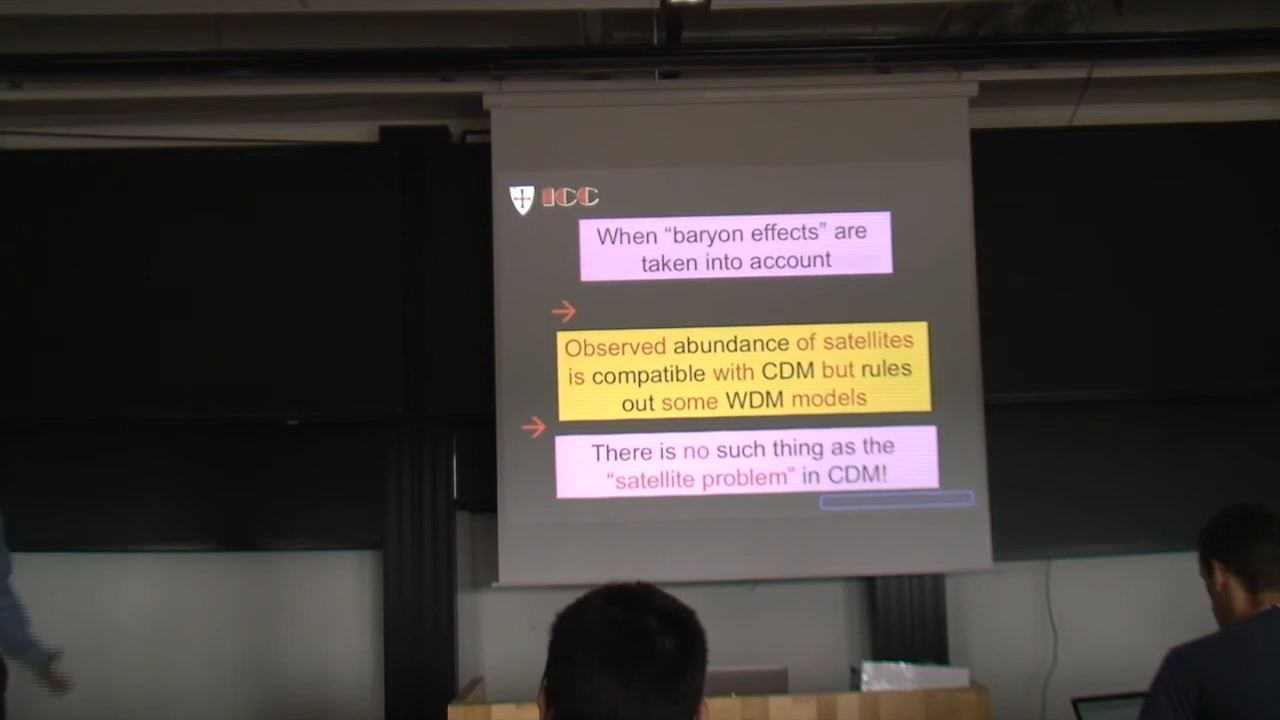 ICC
When “baryon effects” are
taken into account
→
Observed abundance of satellites
is compatible with CDM but rules
out some WDM models
→
There is no such thing as the
“satellite problem” in CDM!